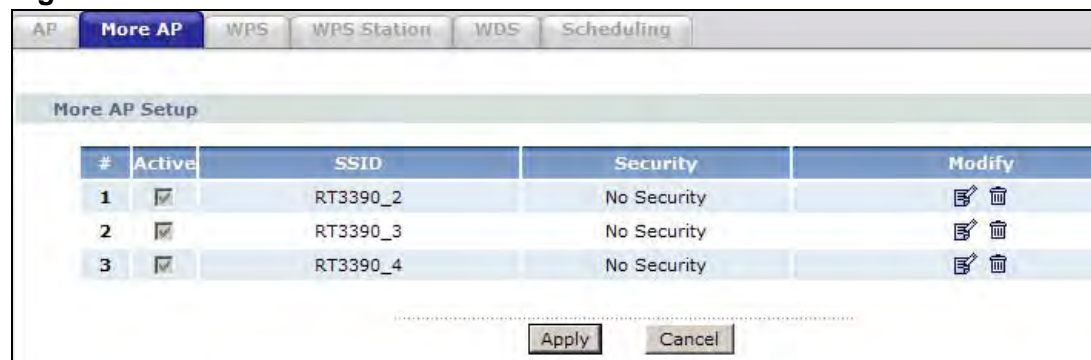 AP More AP WPS WPS Station WDS Scheduling
More AP Setup
# Active SSID Security Modify
1 RT3390_2 No Security
2 RT3390_3 No Security
3 RT3390_4 No Security
Apply Cancel